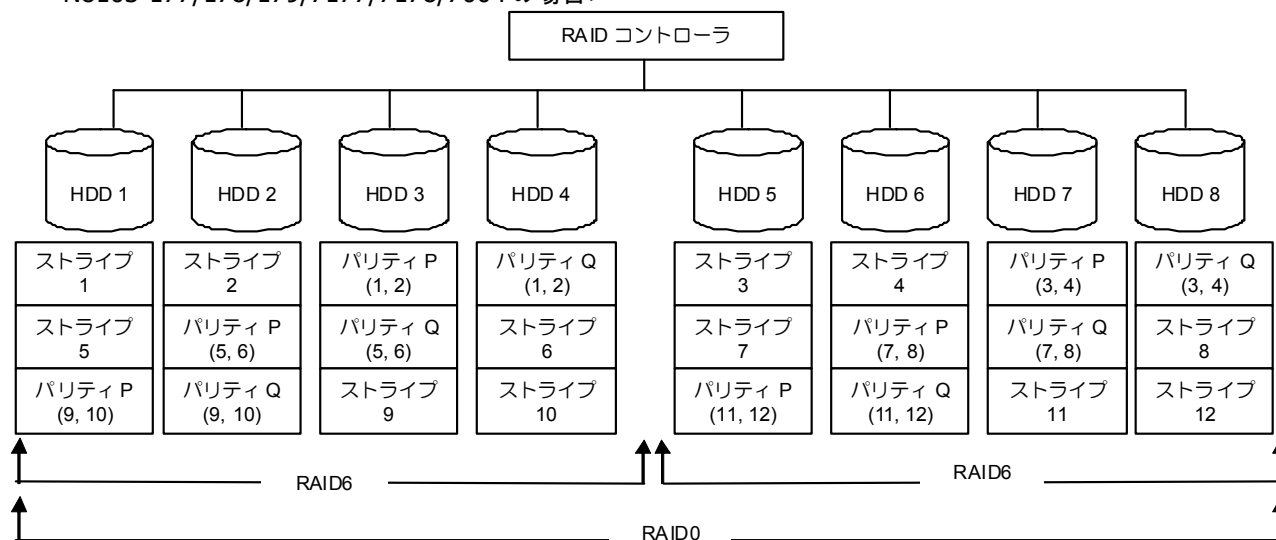 RAID コントローラ
HDD 1
HDD 2
HDD 3
HDD 4
HDD 5
HDD 6
HDD 7
HDD 8
ストライプ
1
ストライプ
2
パリティ P
(1, 2)
パリティ Q
(1, 2)
ストライプ
3
ストライプ
4
パリティ P
(3, 4)
パリティ Q
(3, 4)
ストライプ
5
パリティ P
(5, 6)
パリティ Q
(5, 6)
ストライプ
6
ストライプ
7
パリティ P
(7, 8)
パリティ Q
(7, 8)
ストライプ
8
パリティ P
(9, 10)
パリティ Q
(9, 10)
ストライプ
9
ストライプ
10
パリティ P
(11, 12)
パリティ Q
(11, 12)
ストライプ
11
ストライプ
12
RAID6
RAID6
RAID0